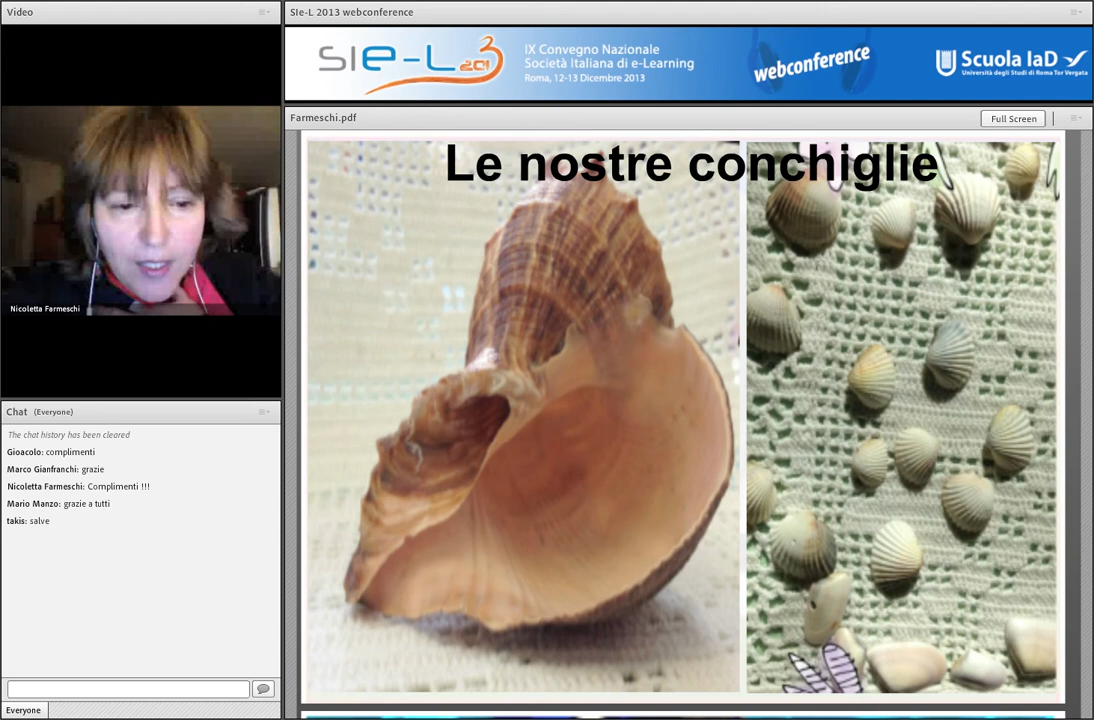 Video
Nicoletta Farmeschi
Chat (Everyone)
The chat history has been cleared
Gioacolo: complimenti
Marco Gianfranchi: grazie
Nicoletta Farmeschi: Complimenti !!!
Mario Manzo: grazie a tutti
takis: salve
Everyone
SIe-L 2013 webconference
SIe-L 2013
IX Convegno Nazionale
Società Italiana di e-Learning
Roma, 12-13 Dicembre 2013
webconference
Scuola IaD
Università degli Studi di Roma Tor Vergata
Farmeschi.pdf
Full Screen
Le nostre conchiglie